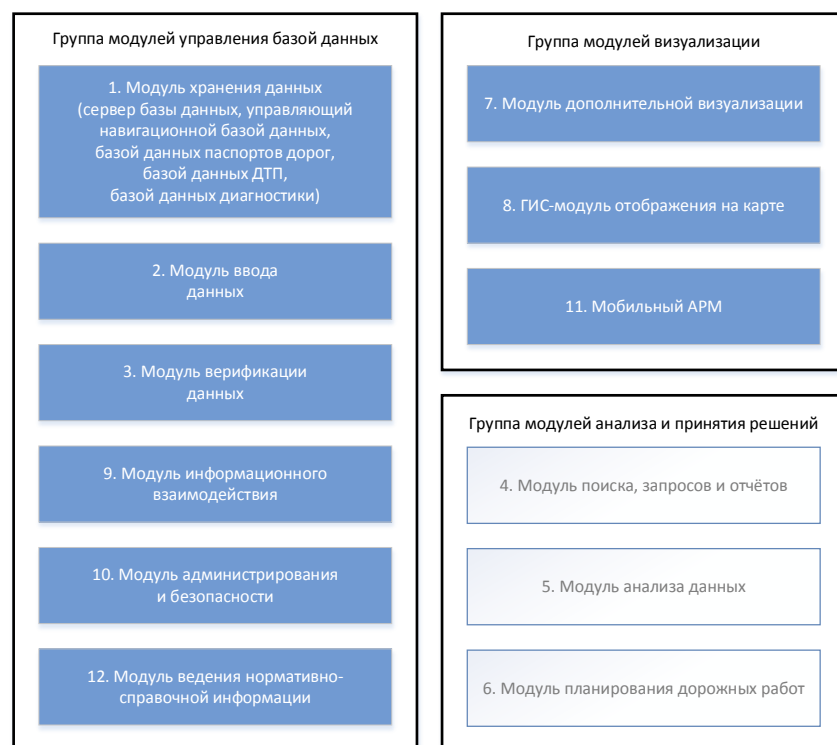 Группа модулей управления базой данных
1. Модуль хранения данных
(сервер базы данных, управляющий
навигационной базой данных,
базой данных паспортов дорог,
базой данных ДТП,
базой данных диагностики)
2. Модуль ввода
данных
3. Модуль верификации
данных
9. Модуль информационного
взаимодействия
10. Модуль администрирования
и безопасности
12. Модуль ведения нормативно-
справочной информации
Группа модулей визуализации
7. Модуль дополнительной визуализации
8. ГИС-модуль отображения на карте
11. Мобильный АРМ
Группа модулей анализа и принятия решений
4. Модуль поиска, запросов и отчётов
5. Модуль анализа данных
6. Модуль планирования дорожных работ